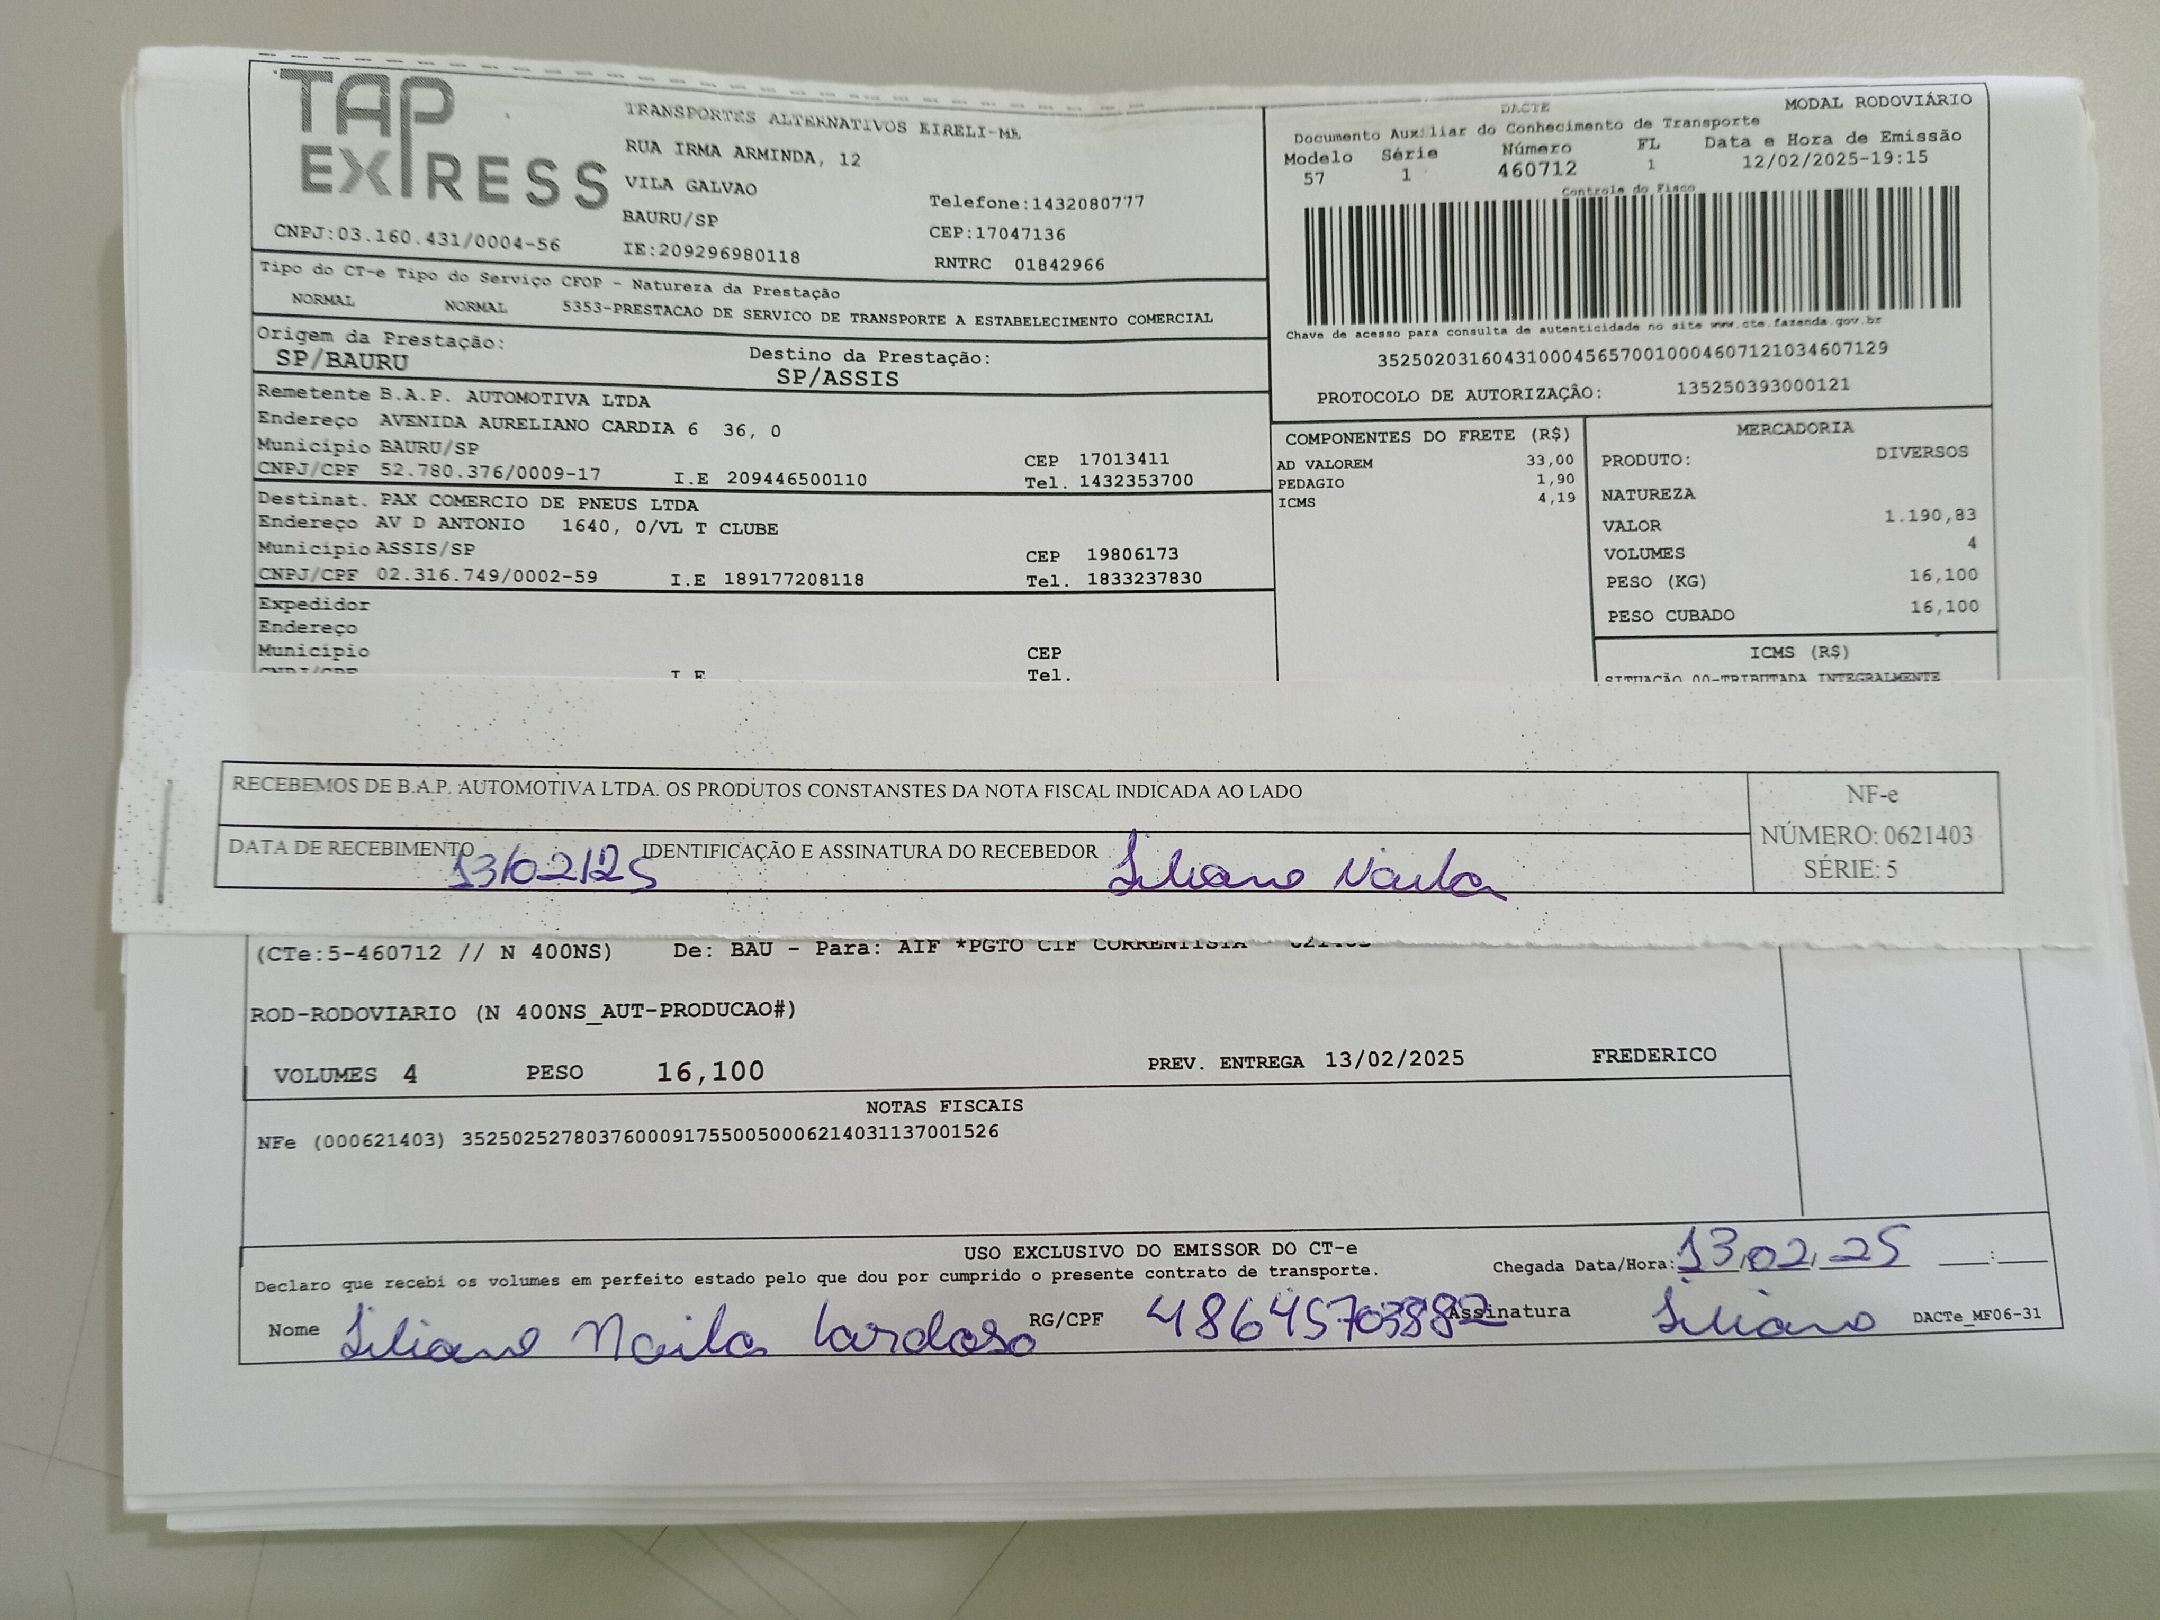 TAP EXPRESS
TRANSPORTES ALTERNATIVOS EIRELI-ME
RUA IRMA ARMINDA, 12
VILA GALVAO
BAURU/SP
Telefone:1432080777
CEP:17047136
CNPJ:03.160.431/0004-56
IE:209296980118
RNTRC 01842966
DACTE
MODAL RODOVIÁRIO
Documento Auxiliar do Conhecimento de Transporte
Modelo Série Número FL Data e Hora de Emissão
57 1 460712 1 12/02/2025-19:15
Controle do Fisco
Chave de acesso para consulta de autenticidade no site www.cte.fazenda.gov.br
35250203160431000456570010004607121034607129
PROTOCOLO DE AUTORIZAÇÃO: 135250393000121
Tipo do CT-e Tipo do Serviço CFOP - Natureza da Prestação
NORMAL NORMAL 5353-PRESTACAO DE SERVICO DE TRANSPORTE A ESTABELECIMENTO COMERCIAL
Origem da Prestação: Destino da Prestação:
SP/BAURU SP/ASSIS
Remetente B.A.P. AUTOMOTIVA LTDA
Endereço AVENIDA AURELIANO CARDIA 6 36, 0
Município BAURU/SP CEP 17013411
CNPJ/CPF 52.780.376/0009-17 I.E 209446500110 Tel. 1432353700
Destinat. PAX COMERCIO DE PNEUS LTDA
Endereço AV D ANTONIO 1640, 0/VL T CLUBE
Município ASSIS/SP CEP 19806173
CNPJ/CPF 02.316.749/0002-59 I.E 189177208118 Tel. 1833237830
Expedidor
Endereço
Município CEP
CNPJ/CPF I.E Tel.
COMPONENTES DO FRETE (R$)
AD VALOREM 33,00
PEDAGIO 1,90
ICMS 4,19
MERCADORIA
PRODUTO: DIVERSOS
NATUREZA
VALOR 1.190,83
VOLUMES 4
PESO (KG) 16,100
PESO CUBADO 16,100
ICMS (R$)
SITUAÇÃO 00-TRIBUTADA INTEGRALMENTE
RECEBEMOS DE B.A.P. AUTOMOTIVA LTDA. OS PRODUTOS CONSTANSTES DA NOTA FISCAL INDICADA AO LADO
DATA DE RECEBIMENTO 13/02/25 IDENTIFICAÇÃO E ASSINATURA DO RECEBEDOR
NF-e
NÚMERO: 0621403
SÉRIE: 5
(CTe:5-460712 // N 400NS) De: BAU - Para: AIF *PGTO CIF CORRENTISTA 621403
ROD-RODOVIARIO (N 400NS_AUT-PRODUCAO#)
VOLUMES 4 PESO 16,100 PREV. ENTREGA 13/02/2025 FREDERICO
NOTAS FISCAIS
NFe (000621403) 35250252780376000917550050006214031137001526
USO EXCLUSIVO DO EMISSOR DO CT-e
Declaro que recebi os volumes em perfeito estado pelo que dou por cumprido o presente contrato de transporte.
Chegada Data/Hora: 13/02/25 __:__
Nome Cardoso RG/CPF 48645703882 Assinatura DACTe_MF06-31